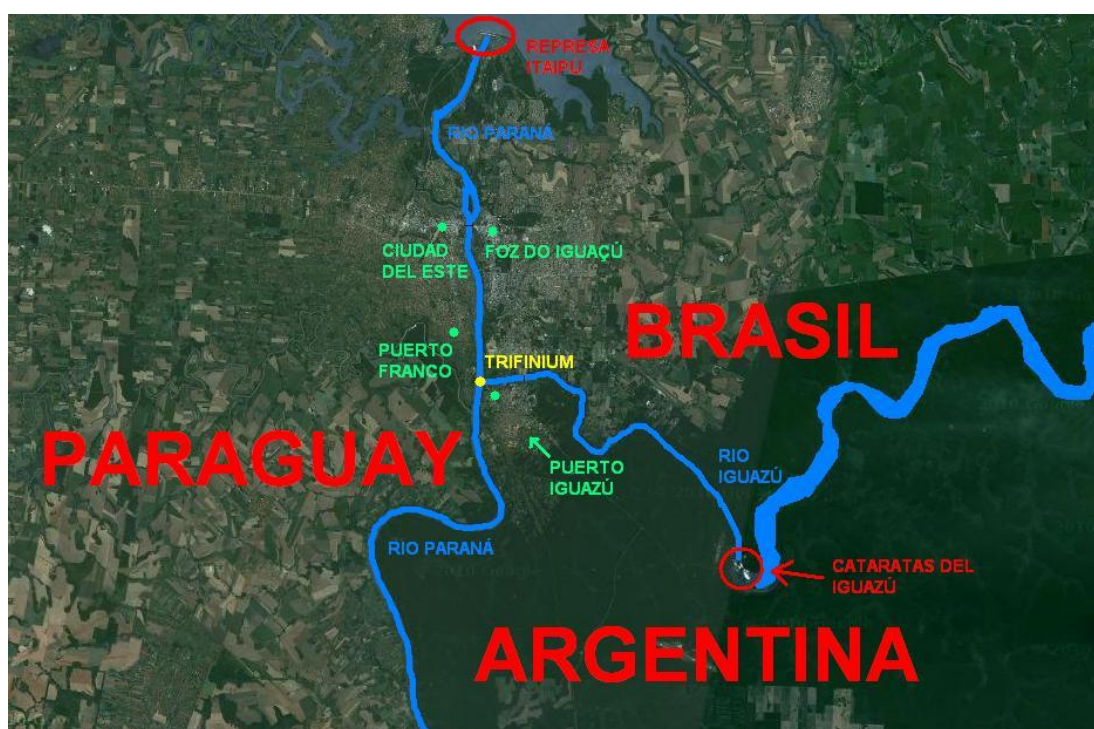 REPRESA
ITAIPU
RIO PARANÁ
CIUDAD
DEL ESTE
FOZ DO IGUAÇÚ
BRASIL
PUERTO
FRANCO
TRIFINIUM
PARAGUAY
PUERTO
IGUAZÚ
RIO
IGUAZÚ
RIO PARANÁ
CATARATAS DEL
IGUAZÚ
ARGENTINA